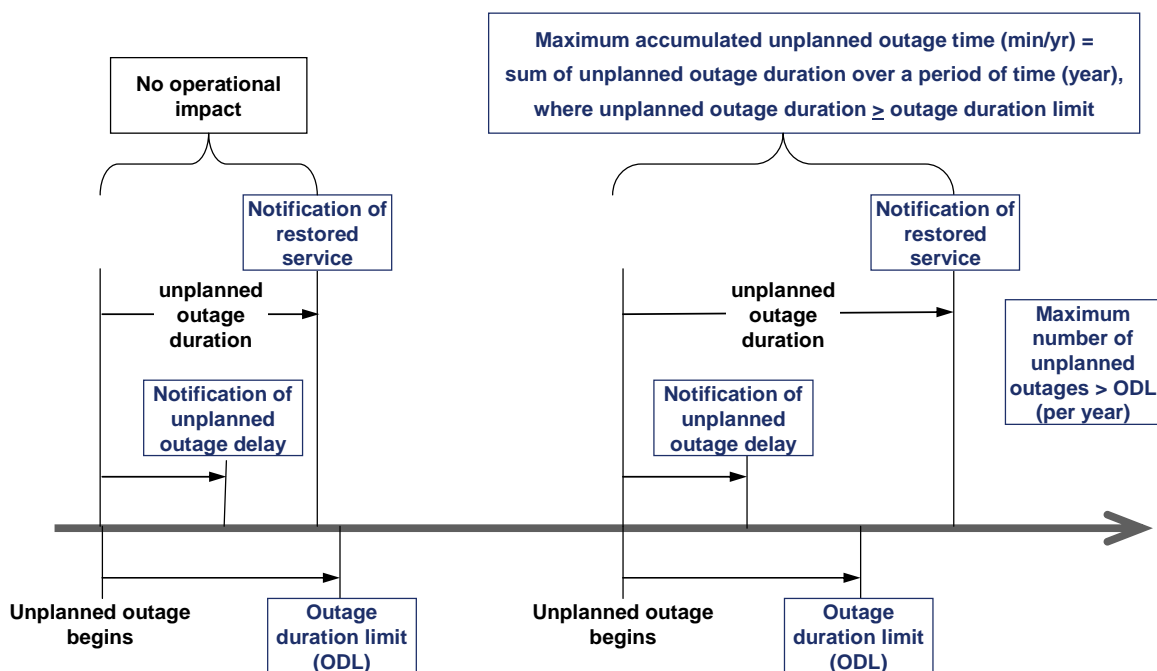 Maximum accumulated unplanned outage time (min/yr) =
sum of unplanned outage duration over a period of time (year),
where unplanned outage duration ≥ outage duration limit
No operational
impact
Notification of
restored
service
Notification of
restored
service
unplanned
outage
duration
unplanned
outage
duration
Maximum
number of
unplanned
outages > ODL
(per year)
Notification of
unplanned
outage delay
Notification of
unplanned
outage delay
Unplanned outage
begins
Outage
duration limit
(ODL)
Unplanned outage
begins
Outage
duration limit
(ODL)